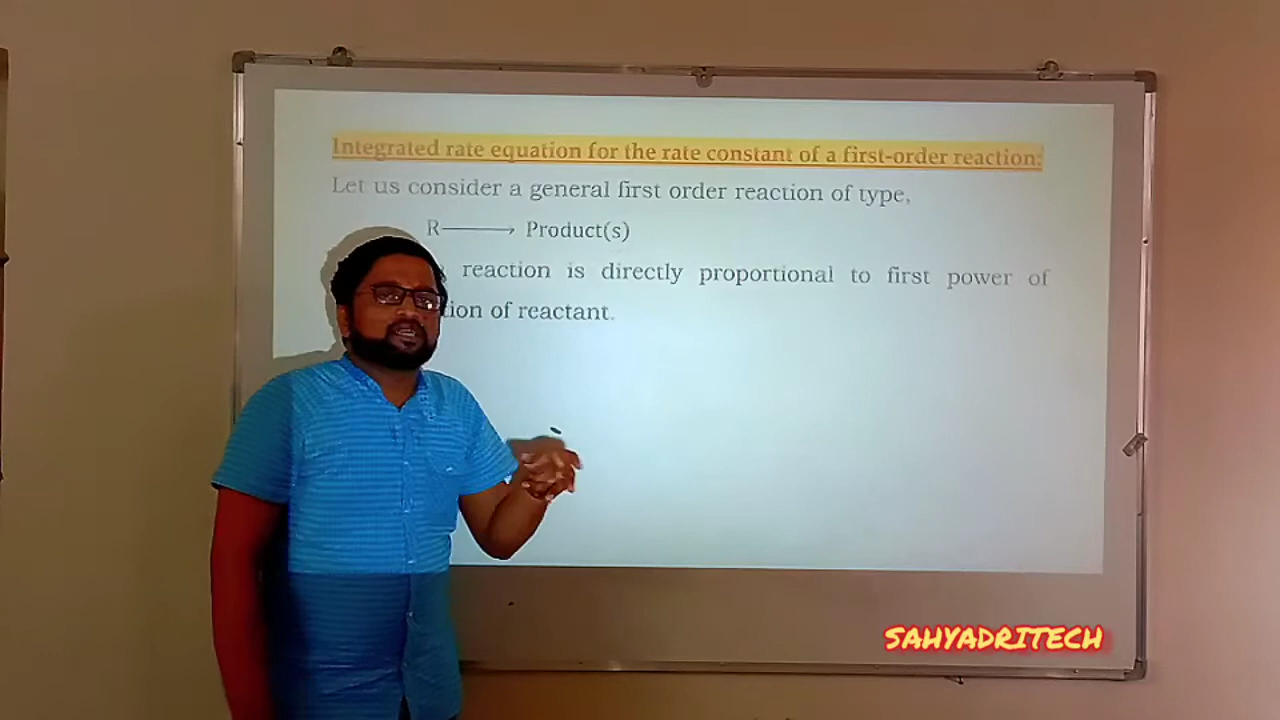 Integrated rate equation for the rate constant of a first-order reaction:
Let us consider a general first order reaction of type,
R⟶ Product(s)
reaction is directly proportional to first power of
tion of reactant.
SAHYADRITECH